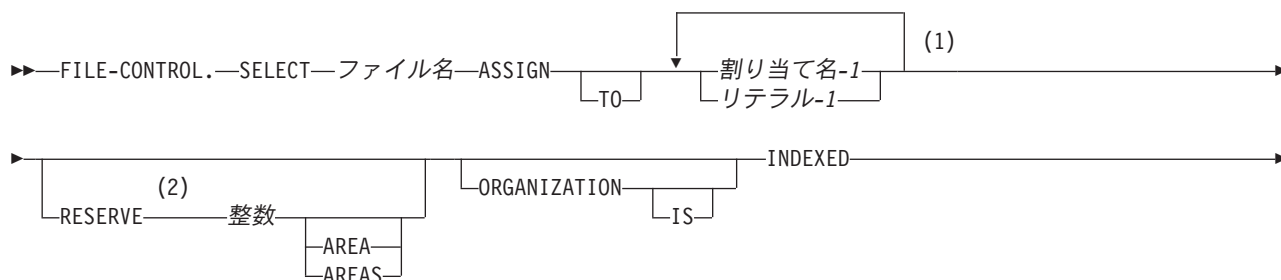 (1)
FILE-CONTROL. SELECT ファイル名 ASSIGN TO 割り当て名-1
リテラル-1
INDEXED
(2)
ORGANIZATION IS
RESERVE 整数
AREA
AREAS